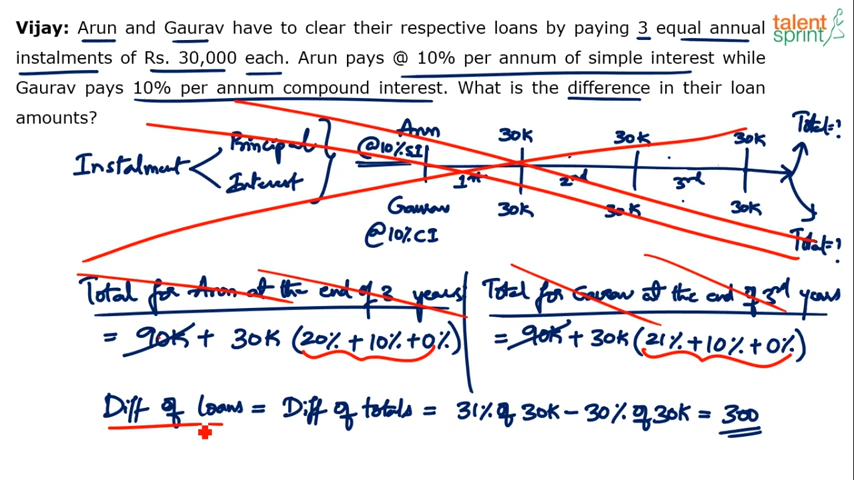 Vijay: Arun and Gaurav have to clear their respective loans by paying 3 equal annual
instalments of Rs. 30,000 each. Arun pays @ 10% per annum of simple interest while
Gaurav pays 10% per annum compound interest. What is the difference in their loan
amounts?
talent
sprint
Instalment
Principal
Interest
Arun
@10%SI
30K 30K 30K
Total=?
1st 2nd 3rd
Gaurav
@10%CI
30K 30K 30K
Total=?
Total for Arun at the end of 3 years
= 90K + 30K (20% + 10% + 0%)
Total for Gaurav at the end of 3rd years
= 90K + 30K (21% + 10% + 0%)
Diff of loans = Diff of totals = 31% of 30K - 30% of 30K = 300